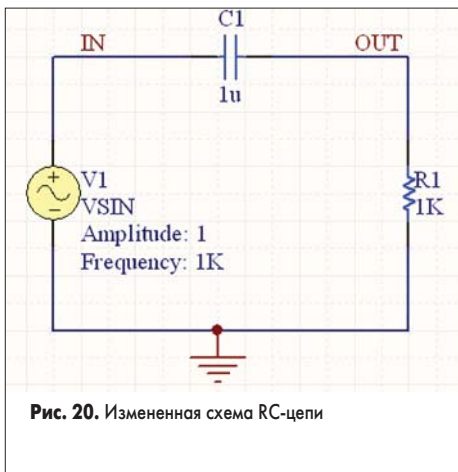 C1
IN
OUT
1u
+
V1
VSIN
Amplitude: 1
Frequency: 1K
R1
1K
Рис. 20. Измененная схема RC-цепи